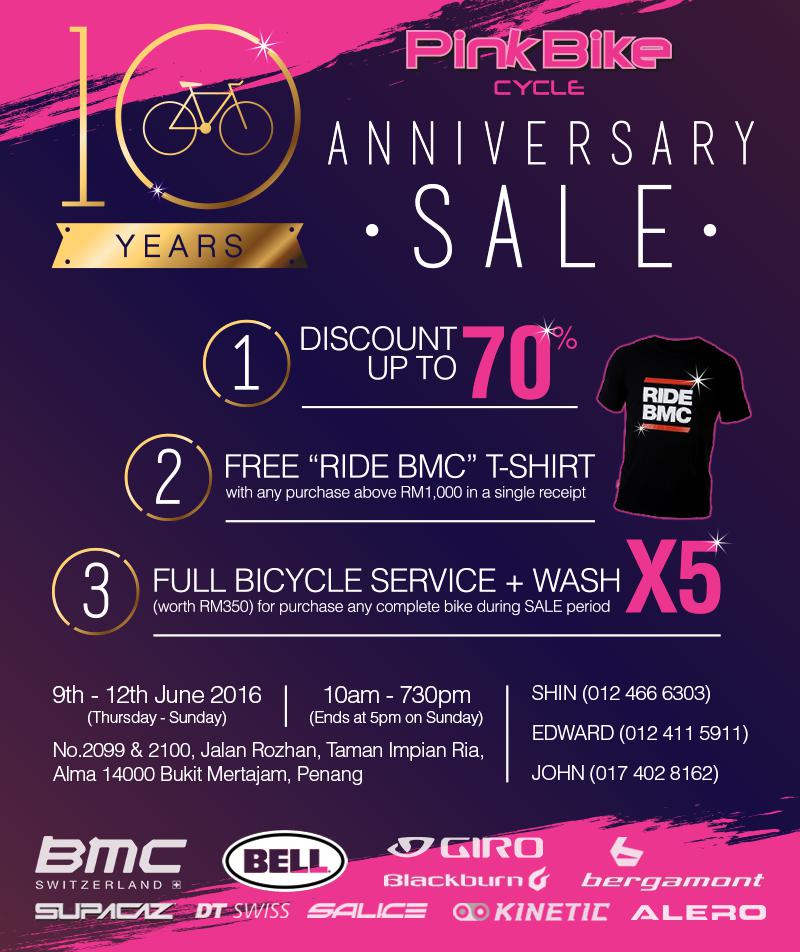 10
YEARS
PinkBike
CYCLE
ANNIVERSARY
• SALE •
1
DISCOUNT
UP TO 70%
2
FREE “RIDE BMC” T-SHIRT
with any purchase above RM1,000 in a single receipt
RIDE
BMC
3
FULL BICYCLE SERVICE + WASH X5
(worth RM350) for purchase any complete bike during SALE period
9th - 12th June 2016
(Thursday - Sunday)
10am - 730pm
(Ends at 5pm on Sunday)
No.2099 & 2100, Jalan Rozhan, Taman Impian Ria,
Alma 14000 Bukit Mertajam, Penang
SHIN (012 466 6303)
EDWARD (012 411 5911)
JOHN (017 402 8162)
BMC
SWITZERLAND
BELL
GIRO
Blackburn
bergamont
SUPACAZ
DT SWISS
SALICE
KINETIC
ALERO